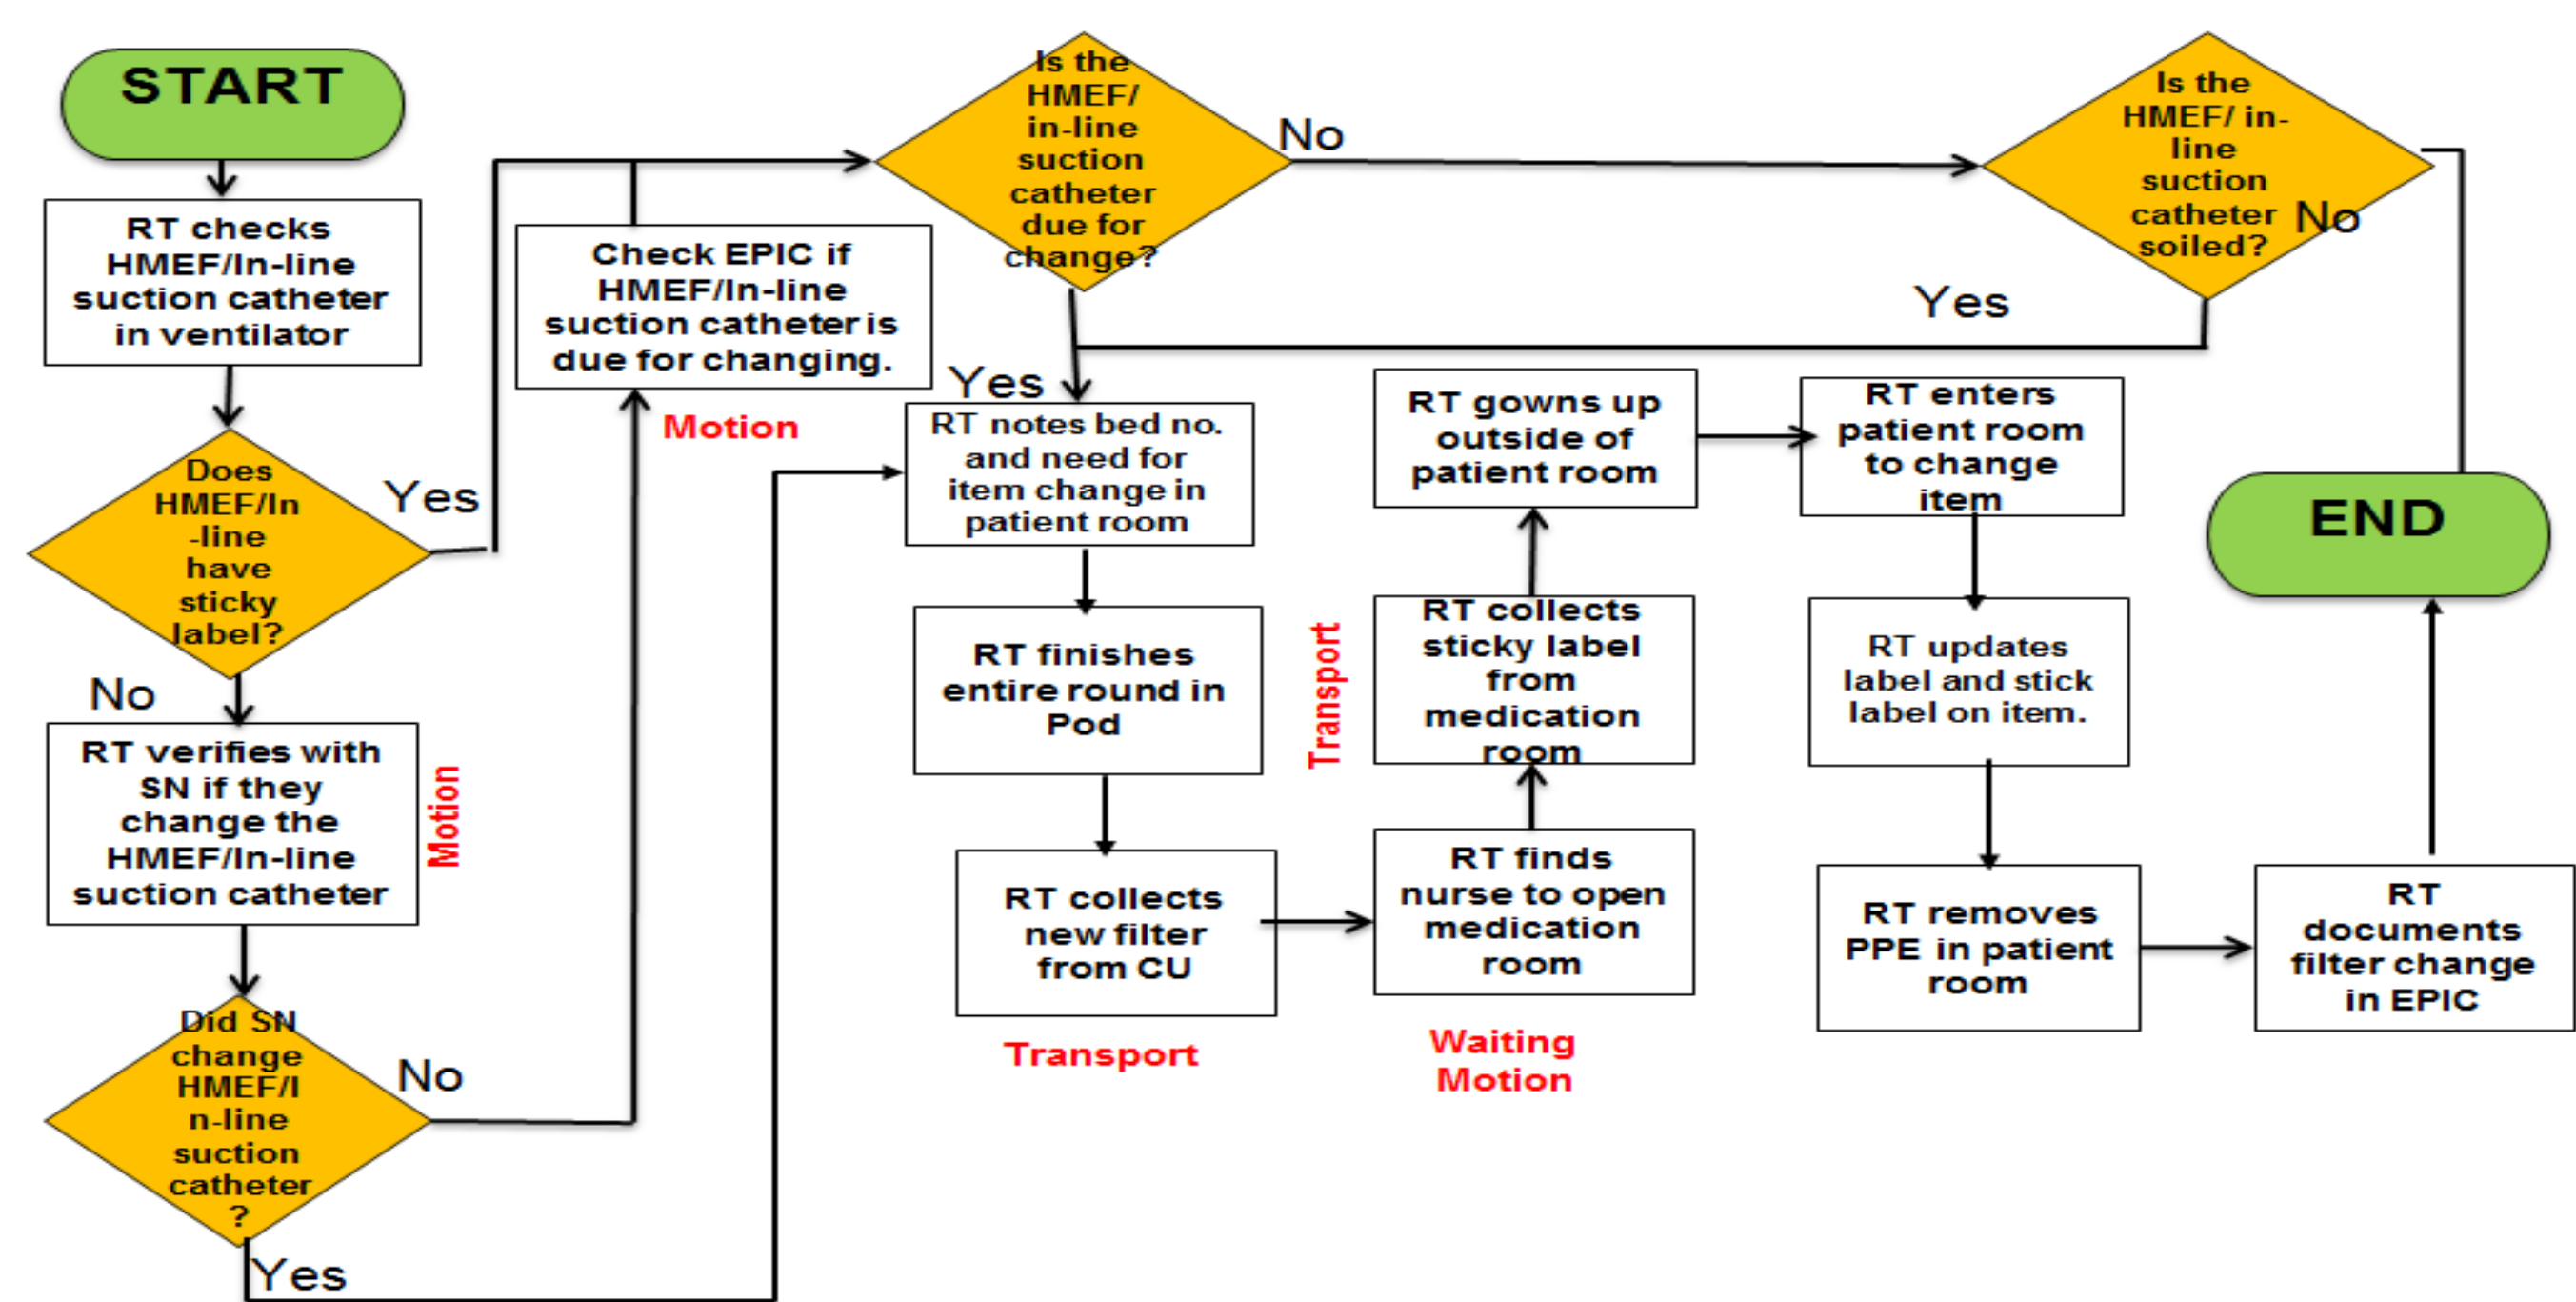 START
RT checks
HMEF/In-line
suction catheter
in ventilator
Does
HMEF/In
-line
have
sticky
label?
Yes
No
RT verifies with
SN if they
change the
HMEF/In-line
suction catheter
Motion
Did SN
change
HMEF/I
n-line
suction
catheter
?
No
Yes
Check EPIC if
HMEF/In-line
suction catheter is
due for changing.
Motion
Is the
HMEF/
in-line
suction
catheter
due for
change?
No
Yes
Is the
HMEF/ in-
line
suction
catheter
soiled?
No
Yes
RT notes bed no.
and need for
item change in
patient room
RT finishes
entire round in
Pod
RT collects
new filter
from CU
Transport
RT finds
nurse to open
medication
room
Waiting
Motion
RT collects
sticky label
from
medication
room
Transport
RT gowns up
outside of
patient room
RT enters
patient room
to change
item
RT updates
label and stick
label on item.
RT removes
PPE in patient
room
RT
documents
filter change
in EPIC
END